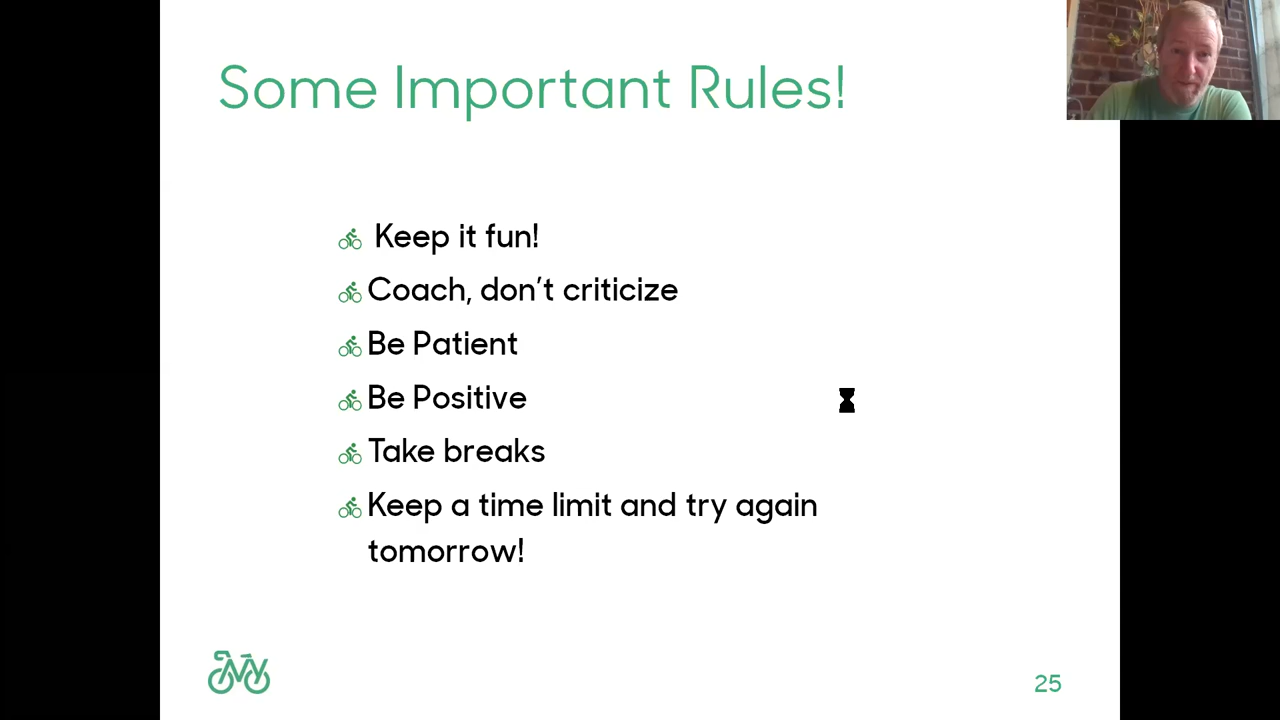 Some Important Rules!
Keep it fun!
Coach, don’t criticize
Be Patient
Be Positive
Take breaks
Keep a time limit and try again
tomorrow!
25